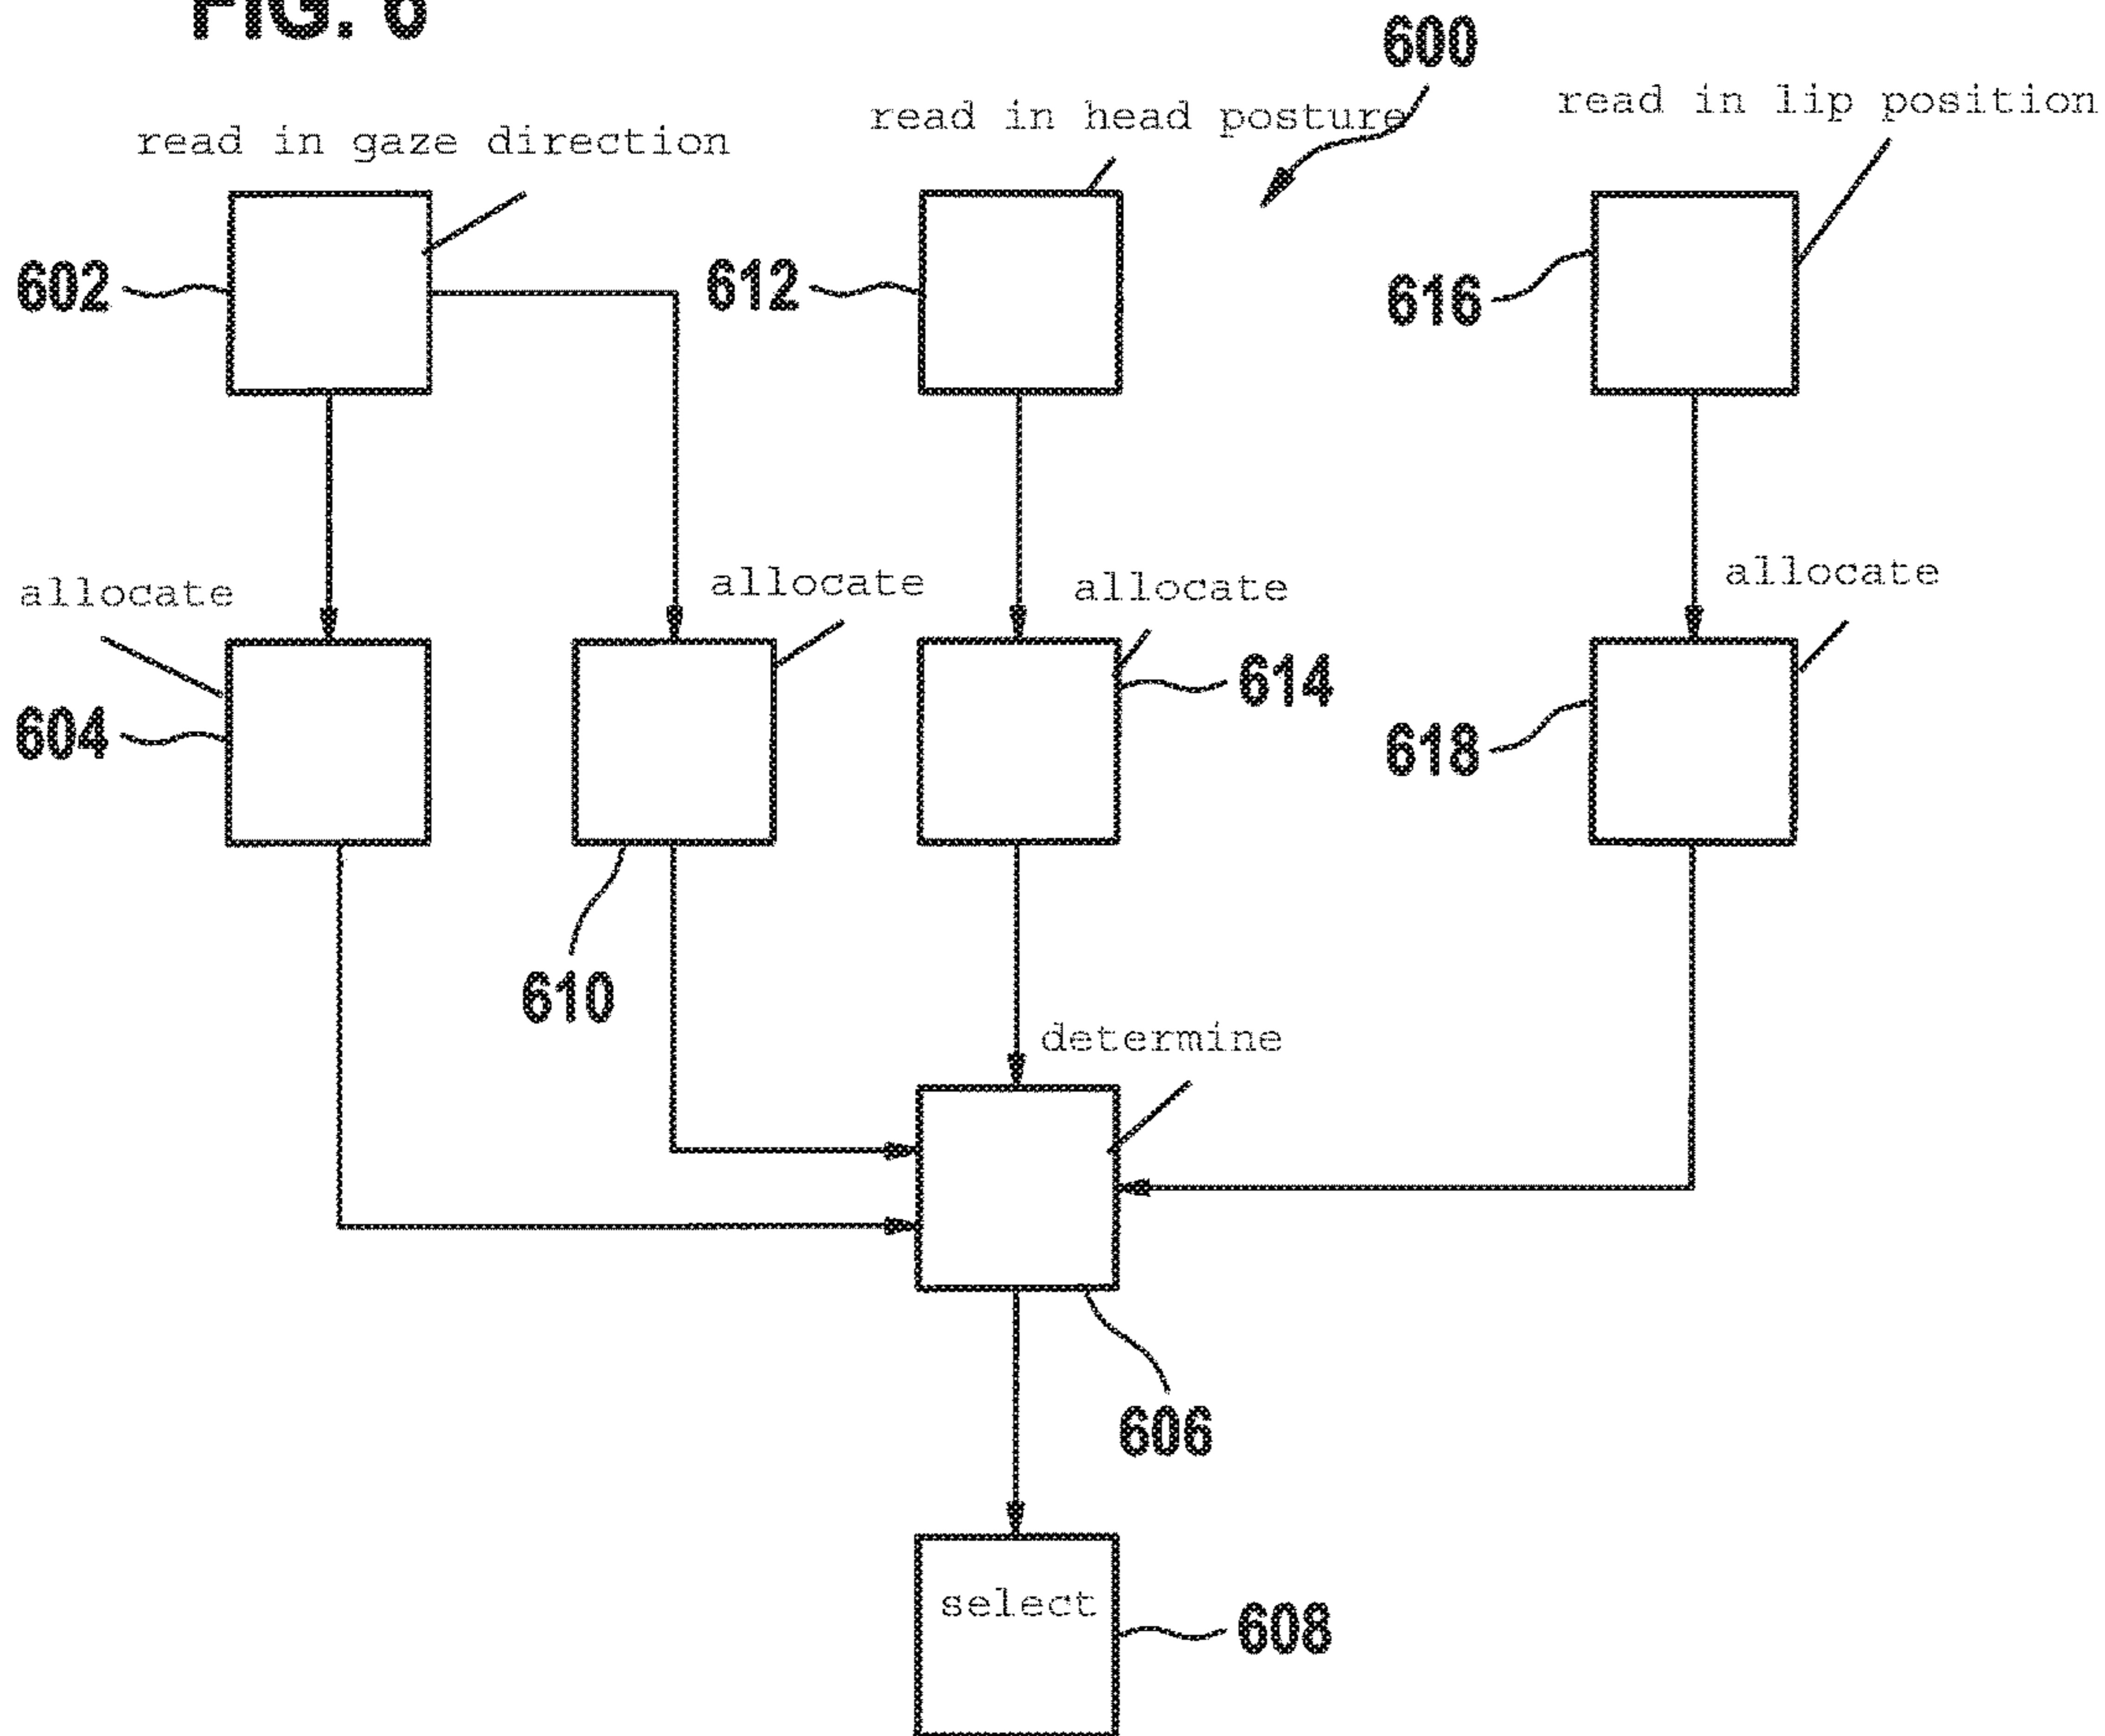 FIG. 6
600
read in gaze direction
read in head posture
read in lip position
602
612
616
allocate
allocate
allocate
allocate
604
614
618
610
determine
606
select
608